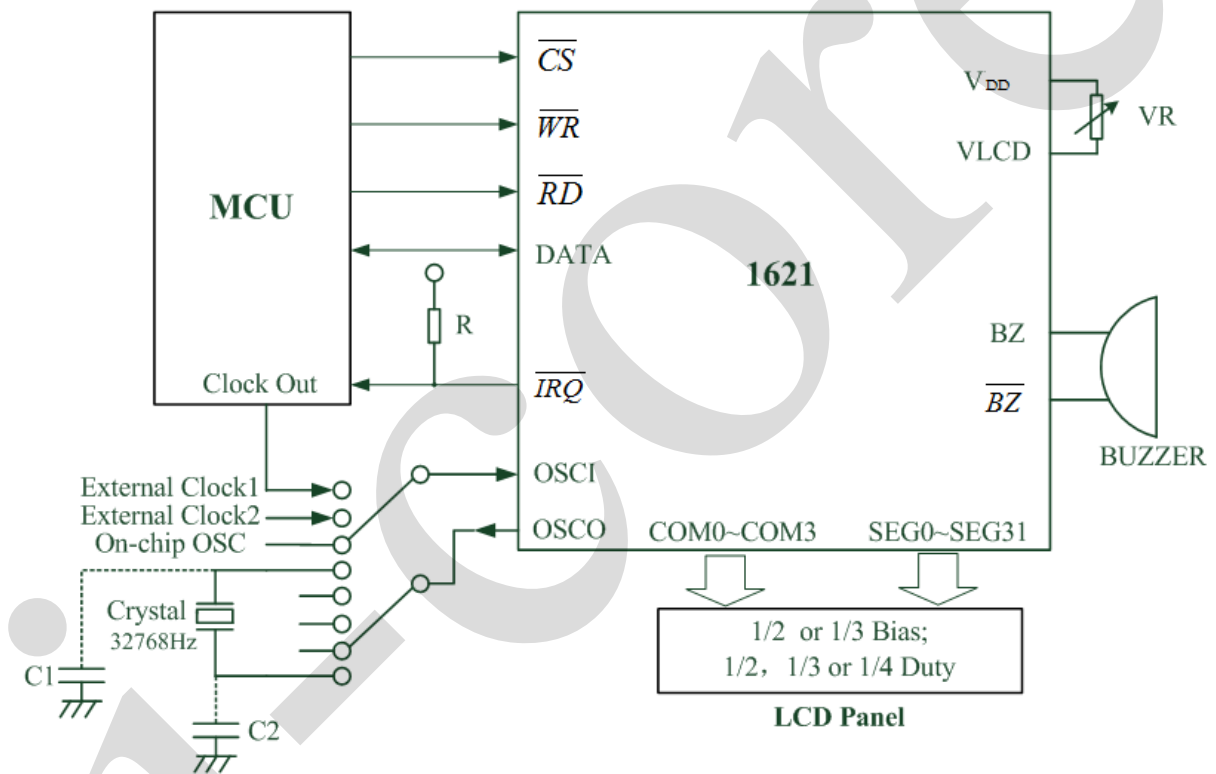 MCU
Clock Out
CS
WR
RD
DATA
R
IRQ
OSCI
OSCO
1621
VDD
VLCD
VR
BZ
BZ
BUZZER
COM0~COM3
SEG0~SEG31
External Clock1
External Clock2
On-chip OSC
Crystal
32768Hz
C1
C2
1/2 or 1/3 Bias;
1/2，1/3 or 1/4 Duty
LCD Panel